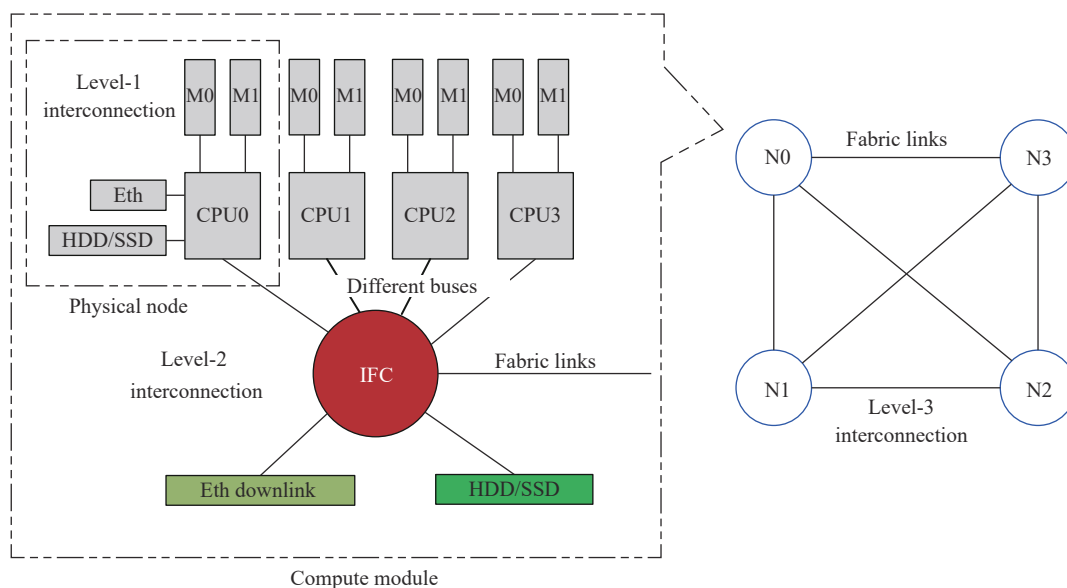 Level-1
interconnection
M0 M1 M0 M1 M0 M1 M0 M1
Eth
HDD/SSD
CPU0 CPU1 CPU2 CPU3
Physical node
Different buses
Level-2
interconnection
IFC
Fabric links
Eth downlink
HDD/SSD
Compute module
N0
Fabric links
N3
N1
N2
Level-3
interconnection